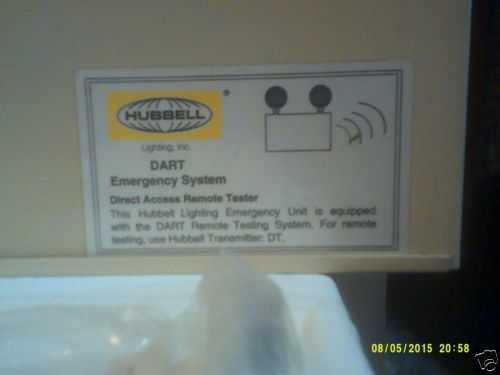 HUBBELL
®
Lighting, Inc.
DART
Emergency System
Direct Access Remote Tester
This Hubbell Lighting Emergency Unit is equipped
with the DART Remote Testing System. For remote
testing, use Hubbell Transmitter: DT.
08/05/2015 20:58